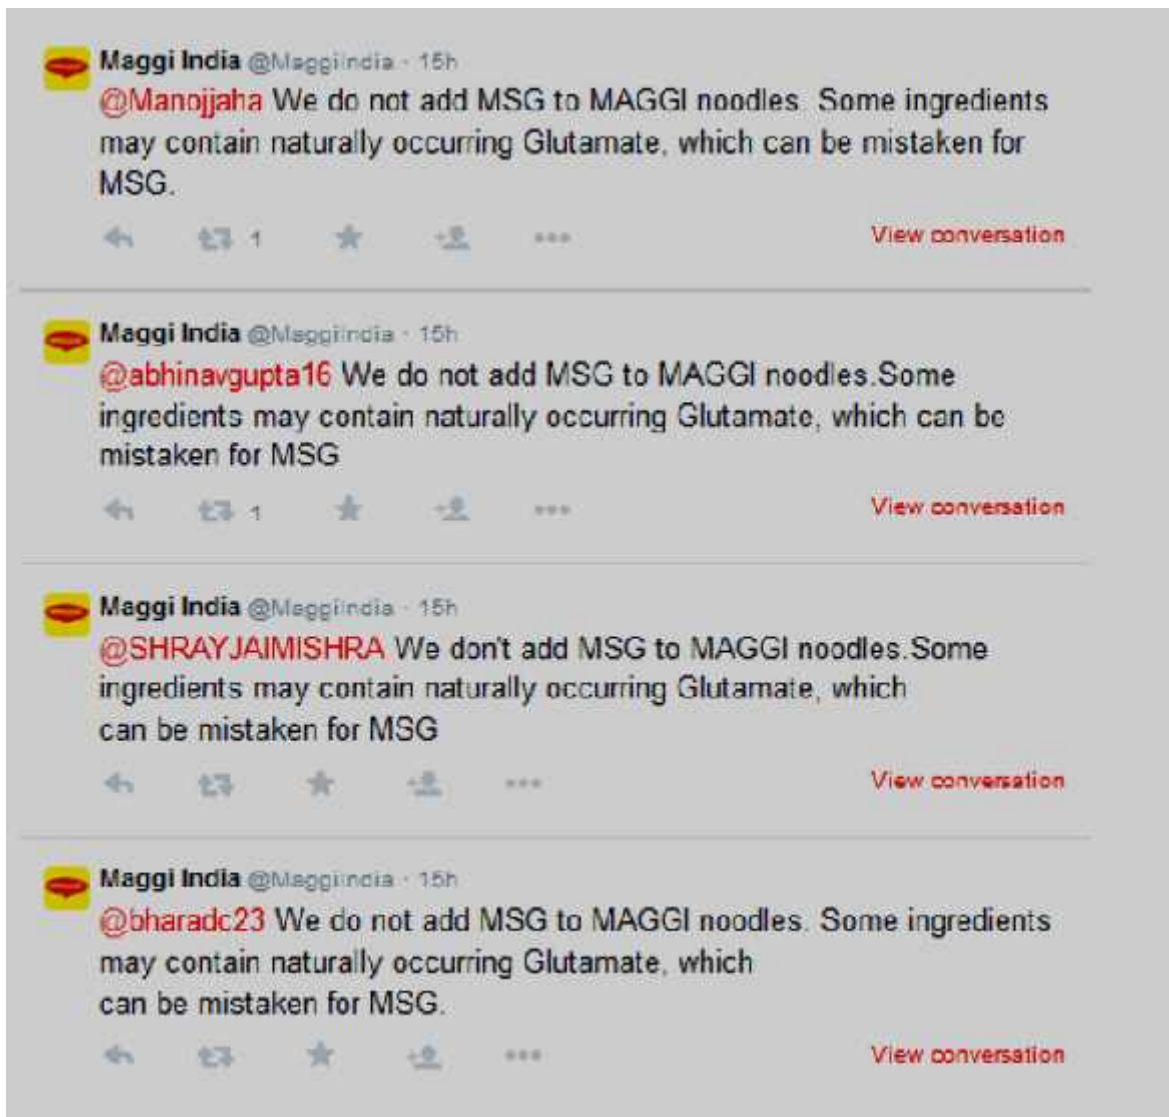 Maggi India @MaggiIndia · 15h
@Manojjaha We do not add MSG to MAGGI noodles. Some ingredients
may contain naturally occurring Glutamate, which can be mistaken for
MSG.
1 View conversation
Maggi India @MaggiIndia · 15h
@abhinavgupta16 We do not add MSG to MAGGI noodles.Some
ingredients may contain naturally occurring Glutamate, which can be
mistaken for MSG
1 View conversation
Maggi India @MaggiIndia · 15h
@SHRAYJAIMISHRA We don't add MSG to MAGGI noodles.Some
ingredients may contain naturally occurring Glutamate, which
can be mistaken for MSG
View conversation
Maggi India @MaggiIndia · 15h
@bharadc23 We do not add MSG to MAGGI noodles. Some ingredients
may contain naturally occurring Glutamate, which
can be mistaken for MSG.
View conversation